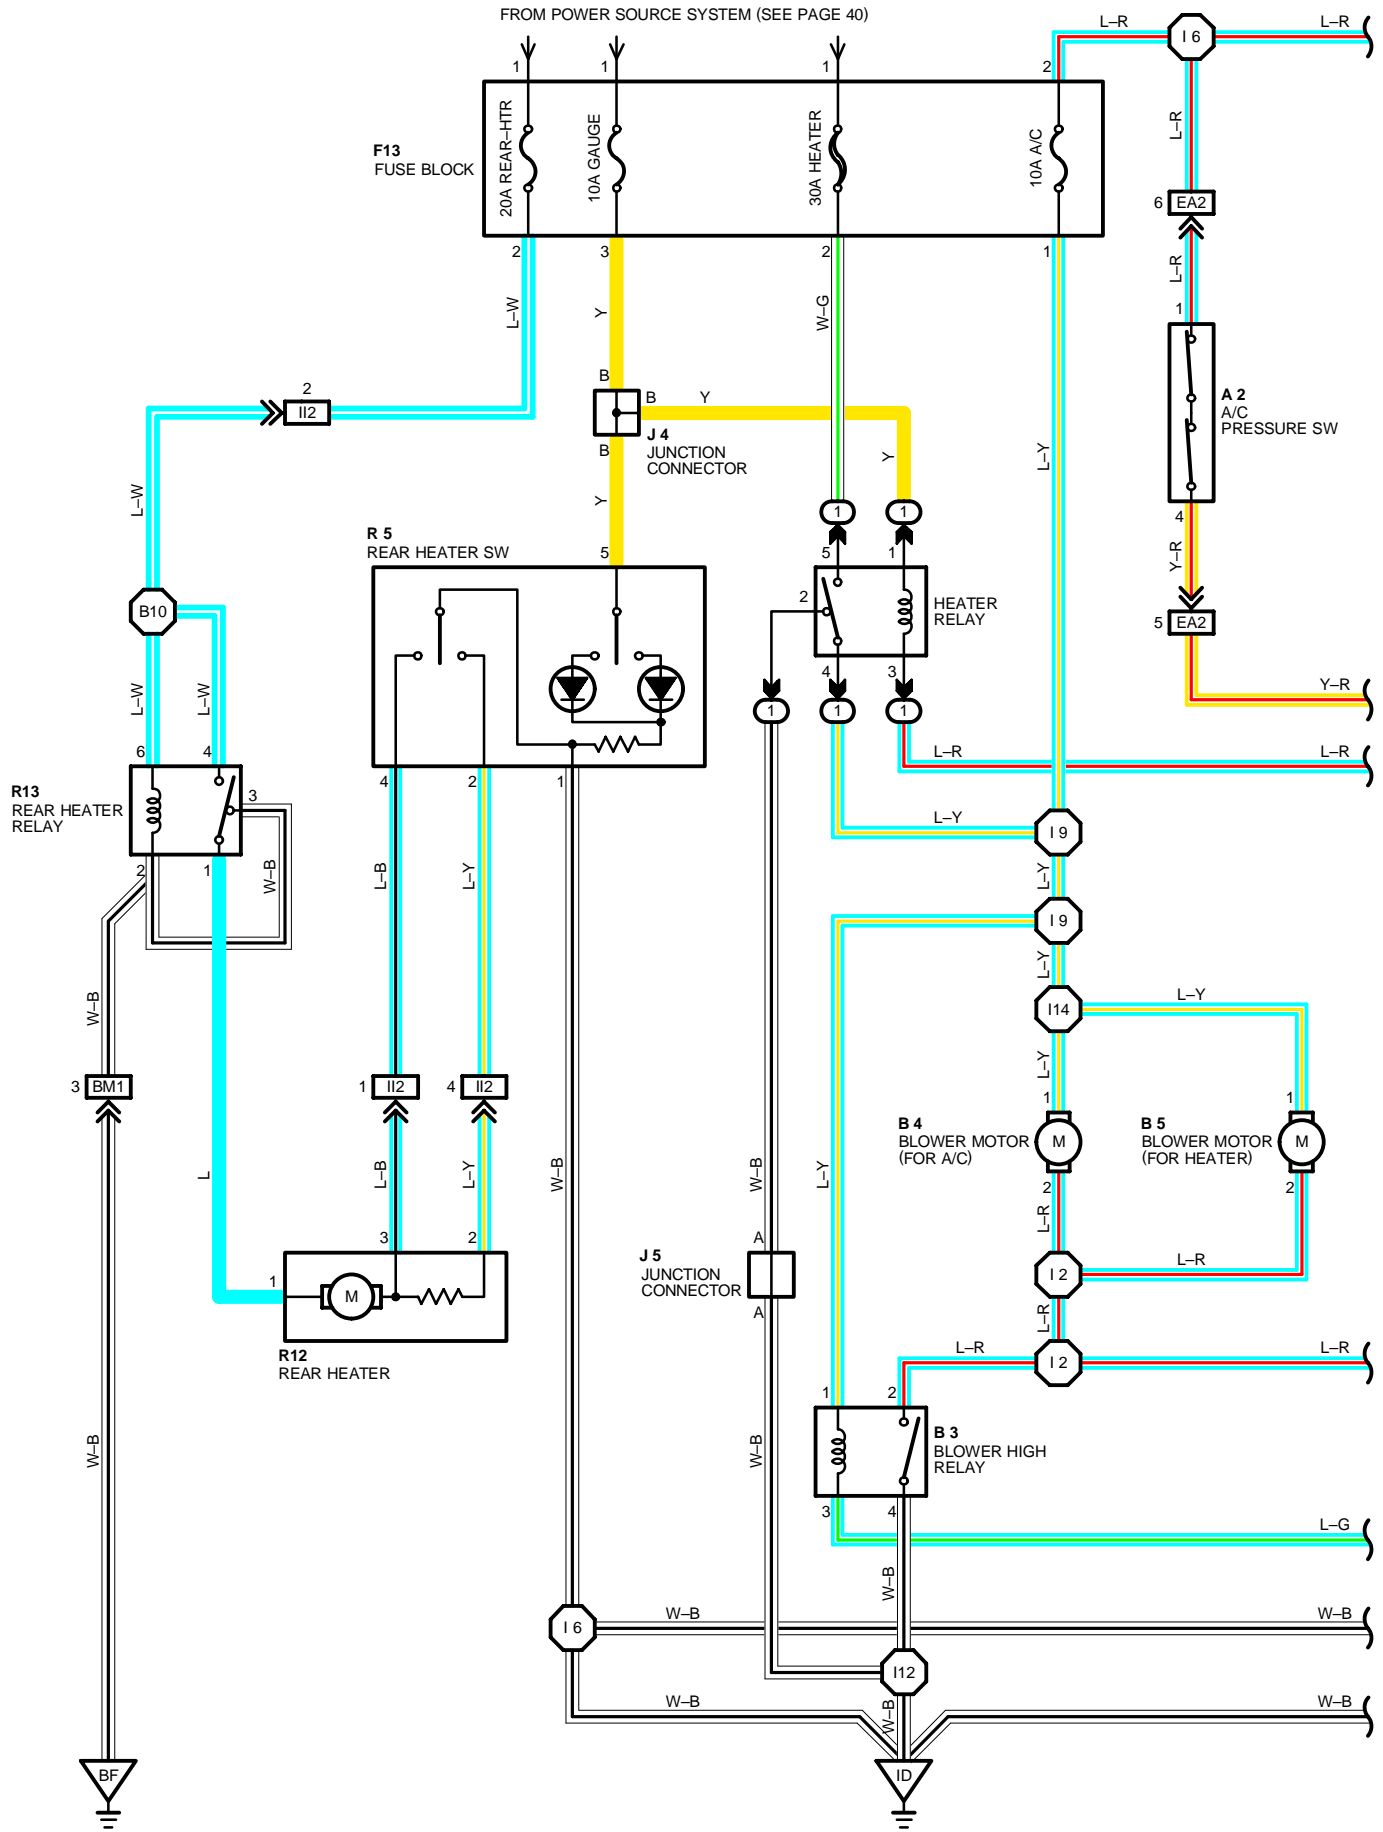 FROM POWER SOURCE SYSTEM (SEE PAGE 40)
L–R
I 6
L–R
1
1
1
2
F13
FUSE BLOCK
20A REAR–HTR
10A GAUGE
30A HEATER
10A A/C
L–R
6
EA2
2
3
2
1
L–R
L–W
Y
W–G
1
A 2
A/C
PRESSURE SW
2
II2
B
B
Y
J 4
JUNCTION
CONNECTOR
B
L–Y
Y
L–W
Y
4
Y–R
1
1
R 5
REAR HEATER SW
5
5
1
2
HEATER
RELAY
5
EA2
B10
L–W
L–W
4
3
Y–R
1
1
1
6
4
L–R
L–R
R13
REAR HEATER
RELAY
3
4
2
1
L–Y
I 9
2
1
W–B
L–B
L–Y
L–Y
I 9
L–Y
W–B
I14
L–Y
L–Y
3
BM1
1
II2
4
II2
1
1
B 4
BLOWER MOTOR
(FOR A/C)
M
B 5
BLOWER MOTOR
(FOR HEATER)
M
L
L–B
L–Y
W–B
W–B
L–Y
2
2
L–R
3
2
A
J 5
JUNCTION
CONNECTOR
I 2
L–R
1
M
A
L–R
R12
REAR HEATER
L–R
I 2
L–R
1
2
B 3
BLOWER HIGH
RELAY
W–B
W–B
3
4
L–G
W–B
I 6
W–B
W–B
I12
W–B
W–B
W–B
BF
ID